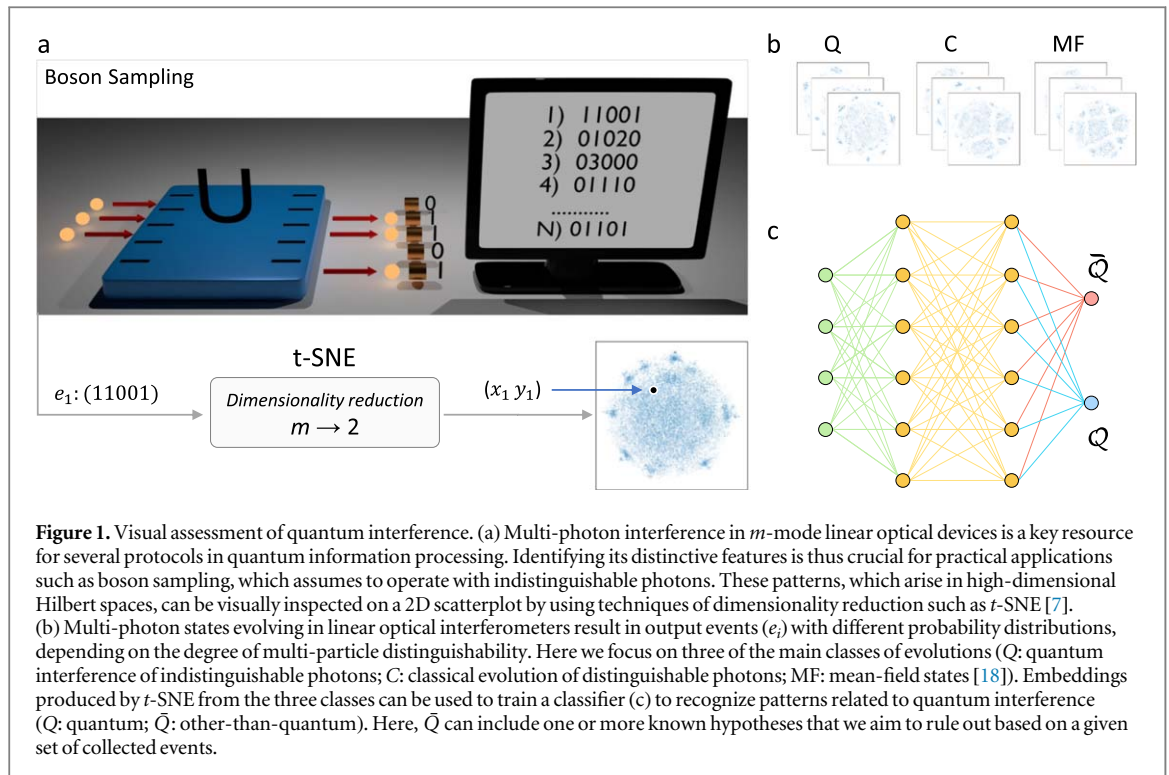 a
Boson Sampling
U
0
1
1
0
1
1) 11001
2) 01020
3) 03000
4) 01110
...........
N) 01101
t-SNE
e₁: (11001)
Dimensionality reduction
m → 2
(x₁ y₁)
b
Q
C
MF
c
Q̄
Q
Figure 1. Visual assessment of quantum interference. (a) Multi-photon interference in m-mode linear optical devices is a key resource
for several protocols in quantum information processing. Identifying its distinctive features is thus crucial for practical applications
such as boson sampling, which assumes to operate with indistinguishable photons. These patterns, which arise in high-dimensional
Hilbert spaces, can be visually inspected on a 2D scatterplot by using techniques of dimensionality reduction such as t-SNE [7].
(b) Multi-photon states evolving in linear optical interferometers result in output events (eᵢ) with different probability distributions,
depending on the degree of multi-particle distinguishability. Here we focus on three of the main classes of evolutions (Q: quantum
interference of indistinguishable photons; C: classical evolution of distinguishable photons; MF: mean-field states [18]). Embeddings
produced by t-SNE from the three classes can be used to train a classifier (c) to recognize patterns related to quantum interference
(Q: quantum; Q̄: other-than-quantum). Here, Q̄ can include one or more known hypotheses that we aim to rule out based on a given
set of collected events.